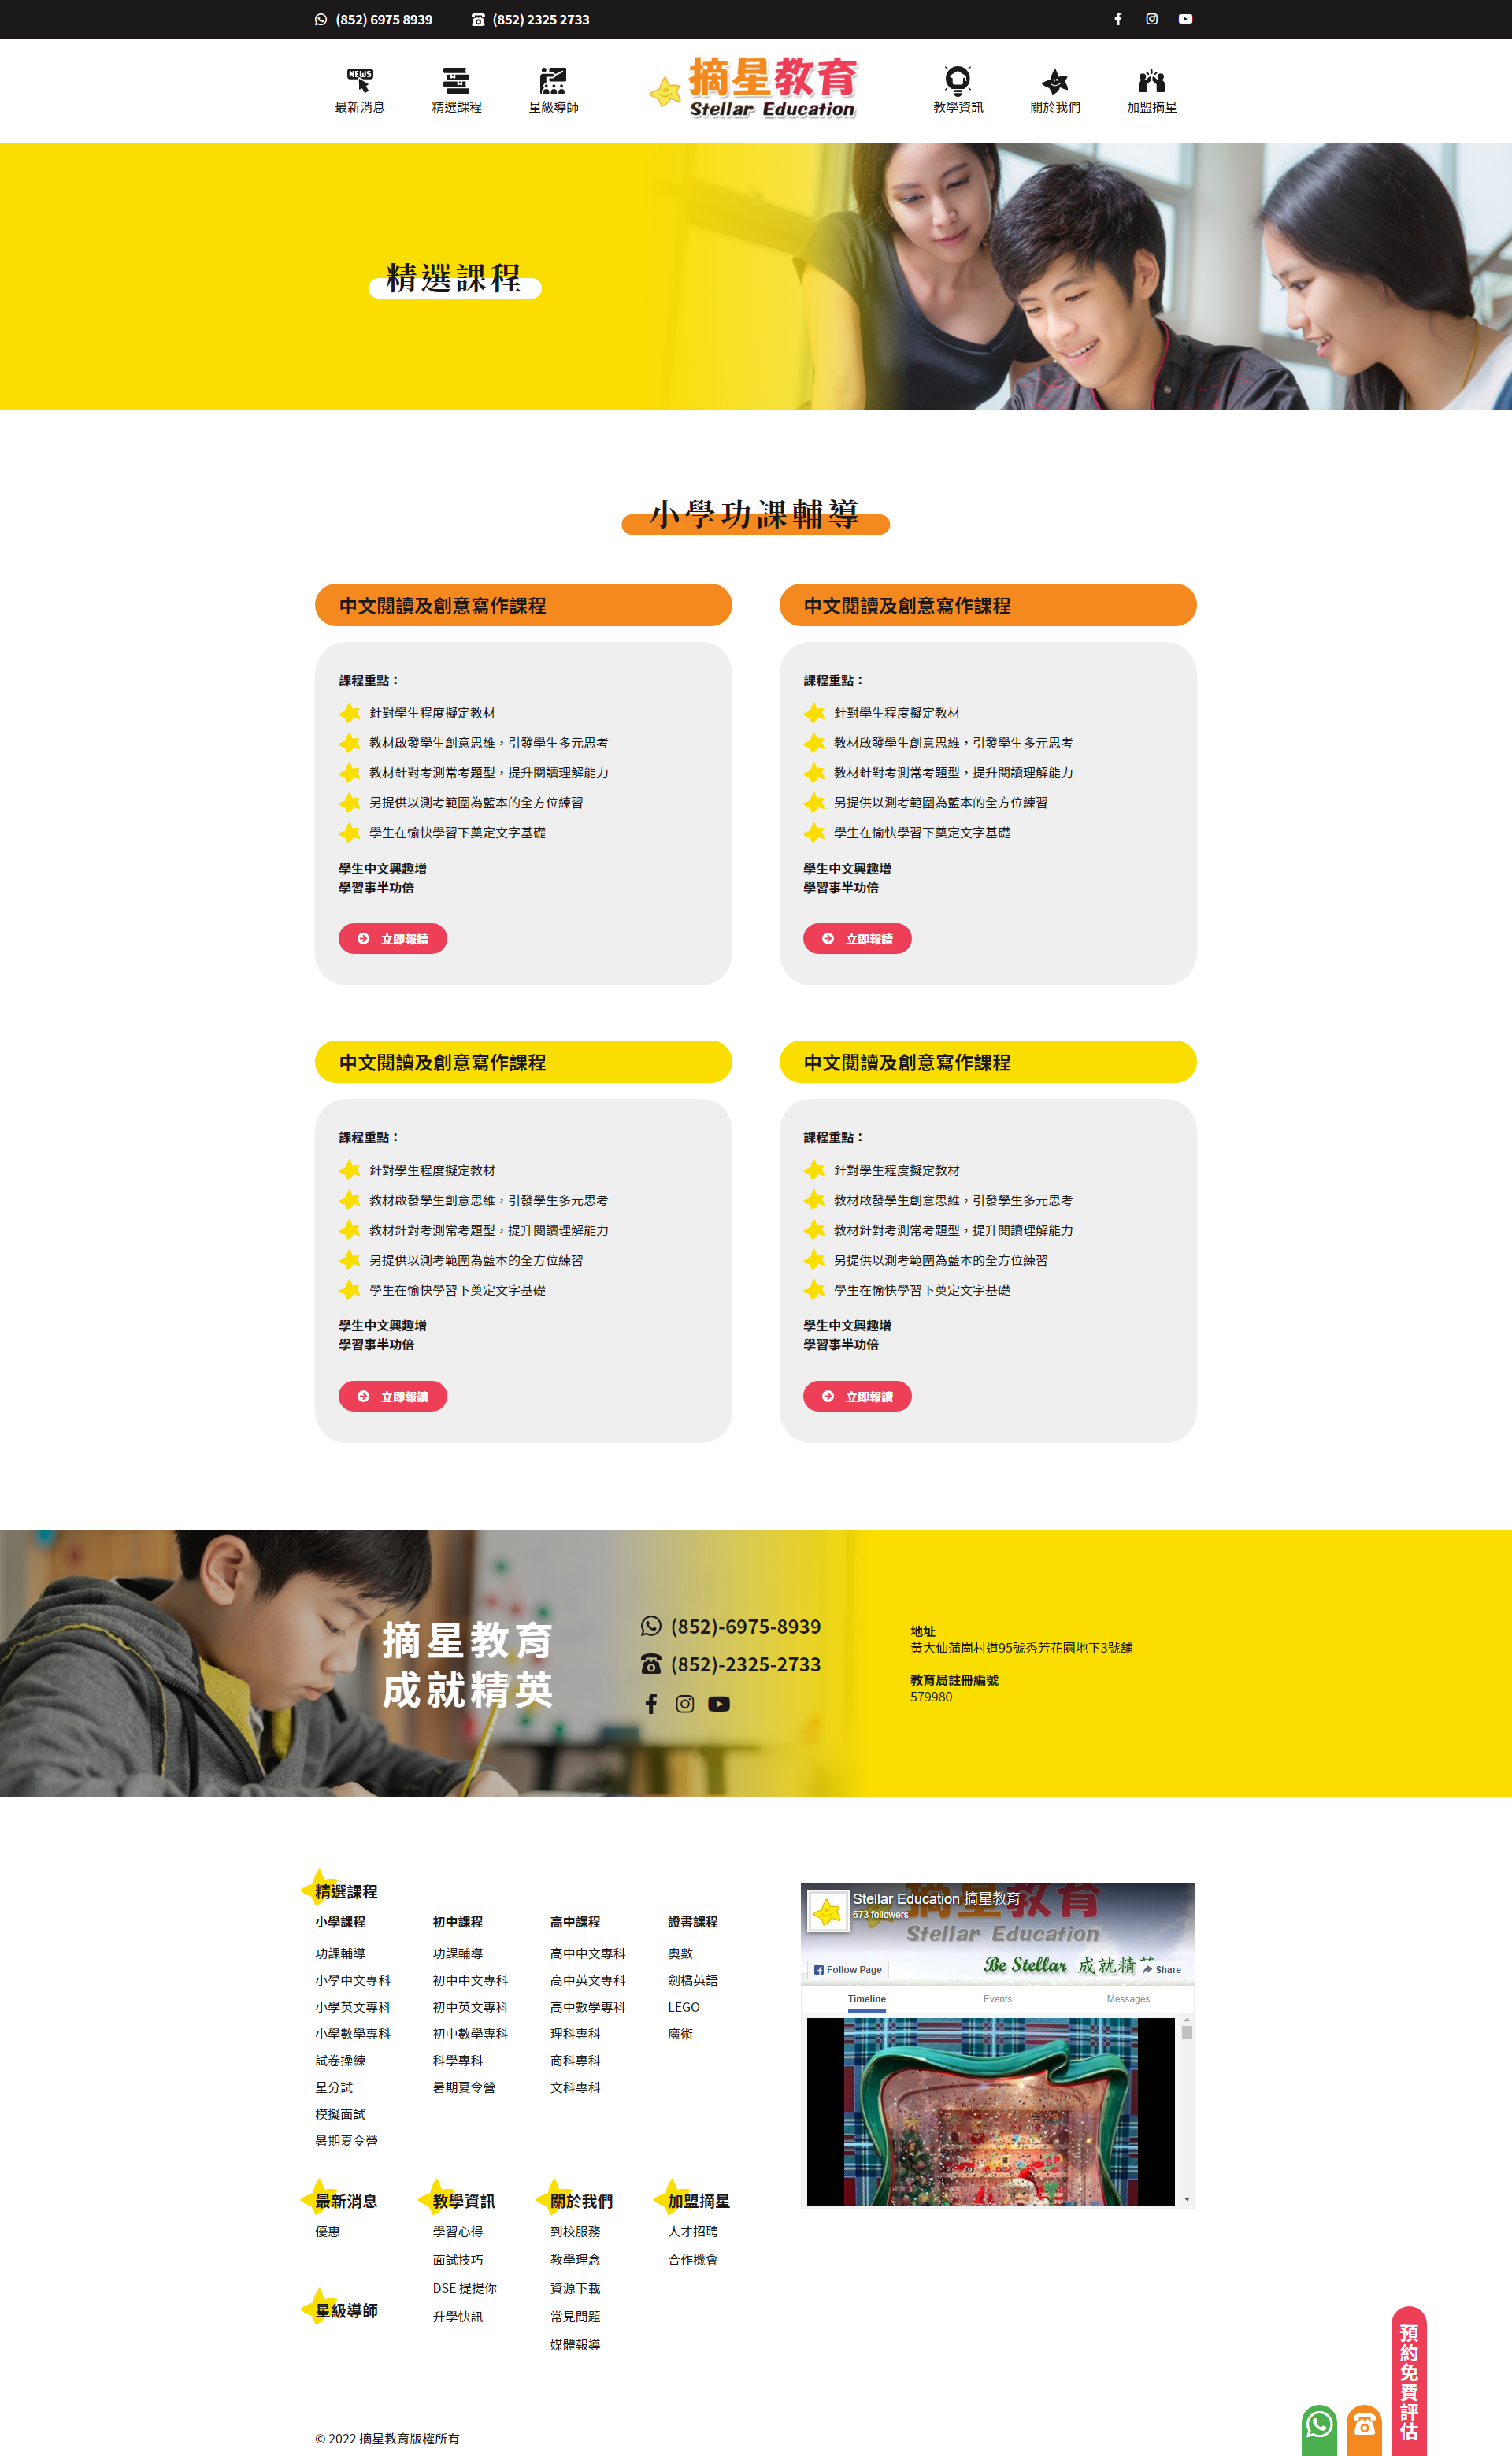 (852) 6975 8939
(852) 2325 2733
NEWS
最新消息
精選課程
星級導師
摘星教育
Stellar Education
教學資訊
關於我們
加盟摘星
精選課程
小學功課輔導
中文閱讀及創意寫作課程
課程重點：
針對學生程度擬定教材
教材啟發學生創意思維，引發學生多元思考
教材針對考測常考題型，提升閱讀理解能力
另提供以測考範圍為藍本的全方位練習
學生在愉快學習下奠定文字基礎
學生中文興趣增
學習事半功倍
立即報讀
中文閱讀及創意寫作課程
課程重點：
針對學生程度擬定教材
教材啟發學生創意思維，引發學生多元思考
教材針對考測常考題型，提升閱讀理解能力
另提供以測考範圍為藍本的全方位練習
學生在愉快學習下奠定文字基礎
學生中文興趣增
學習事半功倍
立即報讀
中文閱讀及創意寫作課程
課程重點：
針對學生程度擬定教材
教材啟發學生創意思維，引發學生多元思考
教材針對考測常考題型，提升閱讀理解能力
另提供以測考範圍為藍本的全方位練習
學生在愉快學習下奠定文字基礎
學生中文興趣增
學習事半功倍
立即報讀
中文閱讀及創意寫作課程
課程重點：
針對學生程度擬定教材
教材啟發學生創意思維，引發學生多元思考
教材針對考測常考題型，提升閱讀理解能力
另提供以測考範圍為藍本的全方位練習
學生在愉快學習下奠定文字基礎
學生中文興趣增
學習事半功倍
立即報讀
摘星教育
成就精英
(852)-6975-8939
(852)-2325-2733
地址
黃大仙蒲崗村道95號秀芳花園地下3號舖
教育局註冊編號
579980
精選課程
小學課程
功課輔導
小學中文專科
小學英文專科
小學數學專科
試卷操練
呈分試
模擬面試
暑期夏令營
初中課程
功課輔導
初中中文專科
初中英文專科
初中數學專科
科學專科
暑期夏令營
高中課程
高中中文專科
高中英文專科
高中數學專科
理科專科
商科專科
文科專科
證書課程
奧數
劍橋英語
LEGO
魔術
摘星教育
Stellar Education 摘星教育
673 followers
Stellar Education
Be Stellar 成就精
Follow Page
Share
Timeline
Events
Messages
最新消息
優惠
星級導師
教學資訊
學習心得
面試技巧
DSE 提提你
升學快訊
關於我們
到校服務
教學理念
資源下載
常見問題
媒體報導
加盟摘星
人才招聘
合作機會
預約免費評估
© 2022 摘星教育版權所有